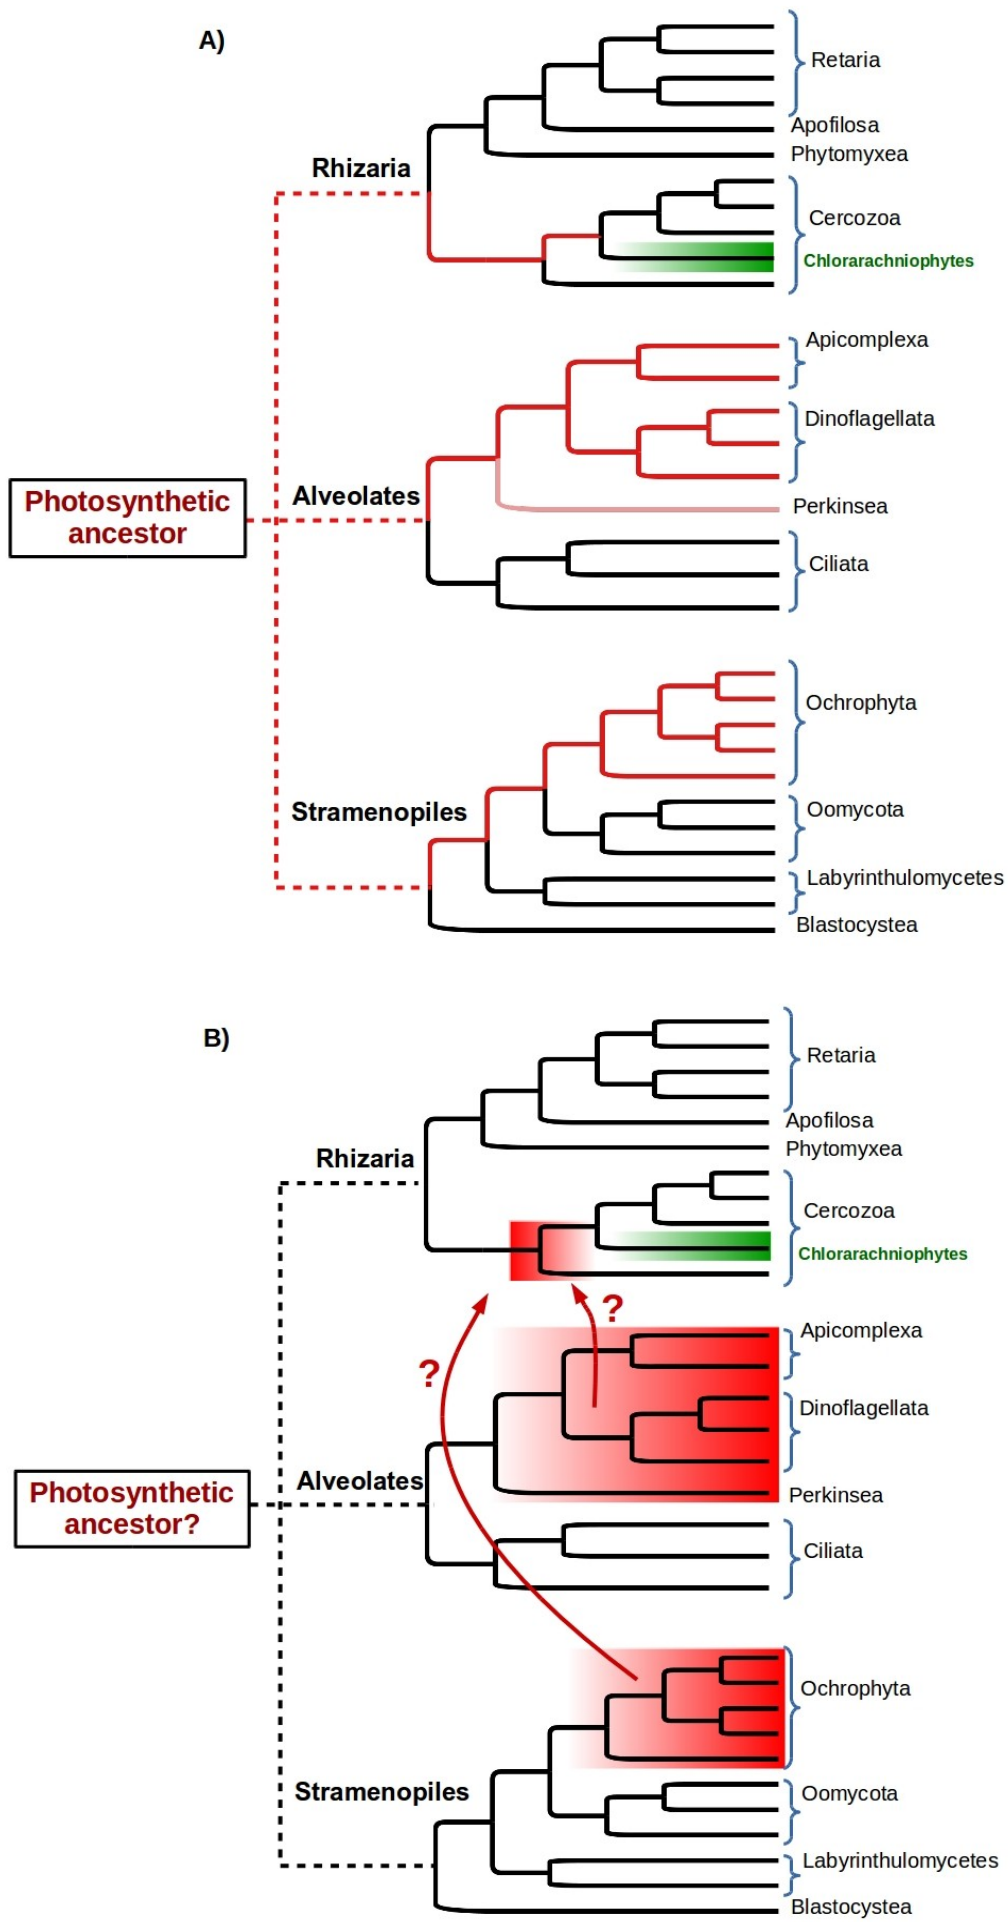 A)
Retaria
Apofilosa
Phytomyxea
Rhizaria
Cercozoa
Chlorarachniophytes
Apicomplexa
Dinoflagellata
Alveolates
Photosynthetic
ancestor
Perkinsea
Ciliata
Ochrophyta
Stramenopiles
Oomycota
Labyrinthulomycetes
Blastocystea
B)
Retaria
Apofilosa
Phytomyxea
Rhizaria
Cercozoa
Chlorarachniophytes
?
?
Apicomplexa
Dinoflagellata
Alveolates
Photosynthetic
ancestor?
Perkinsea
Ciliata
Ochrophyta
Stramenopiles
Oomycota
Labyrinthulomycetes
Blastocystea